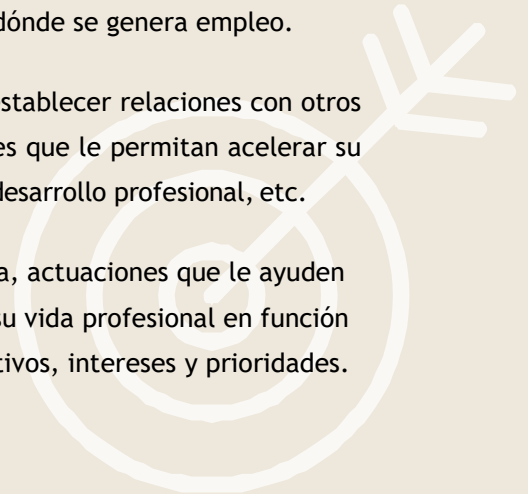 dónde se genera empleo.
establecer relaciones con otros
es que le permitan acelerar su
desarrollo profesional, etc.
a, actuaciones que le ayuden
su vida profesional en función
tivos, intereses y prioridades.